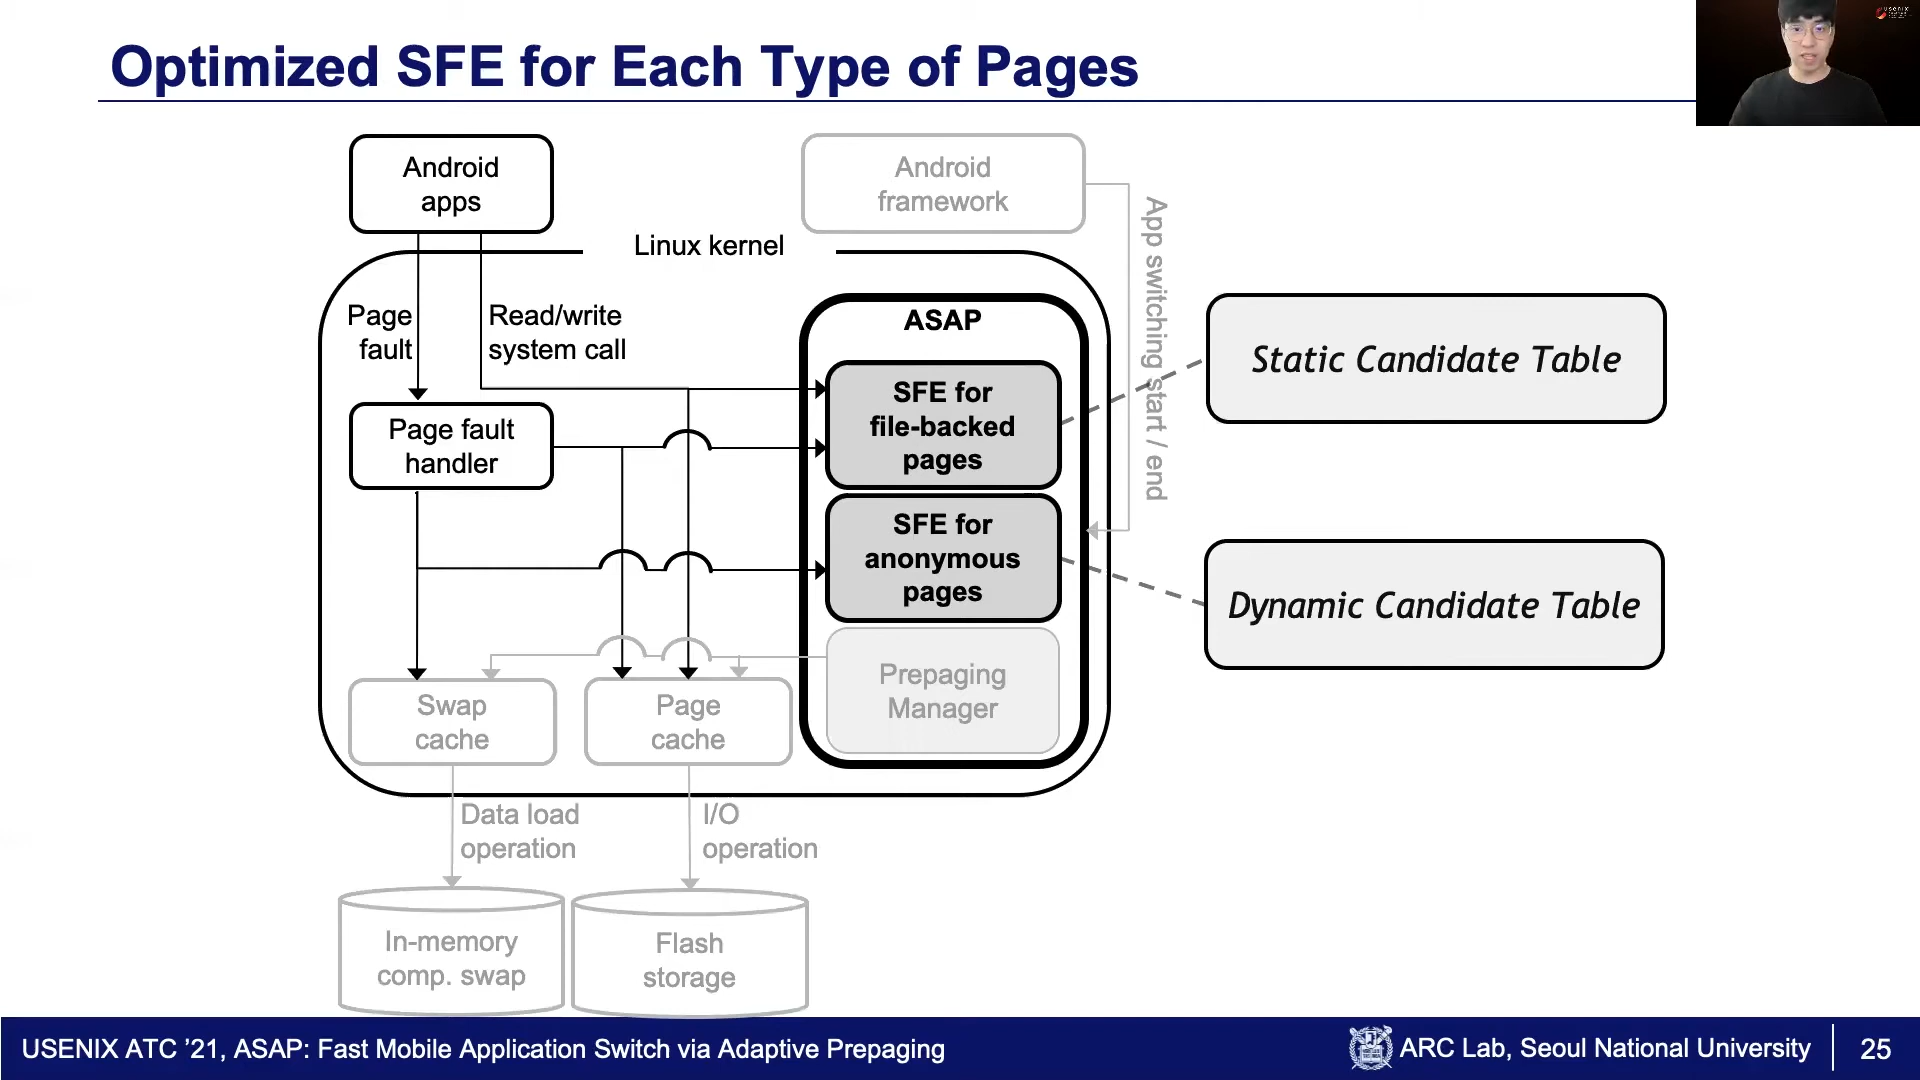 Optimized SFE for Each Type of Pages
usenix
Android
apps
Android
framework
Linux kernel
App switching start / end
Page
fault
Read/write
system call
ASAP
SFE for
file-backed
pages
Static Candidate Table
Page fault
handler
SFE for
anonymous
pages
Dynamic Candidate Table
Prepaging
Manager
Swap
cache
Page
cache
Data load
operation
I/O
operation
In-memory
comp. swap
Flash
storage
USENIX ATC ’21, ASAP: Fast Mobile Application Switch via Adaptive Prepaging
ARC Lab, Seoul National University
25